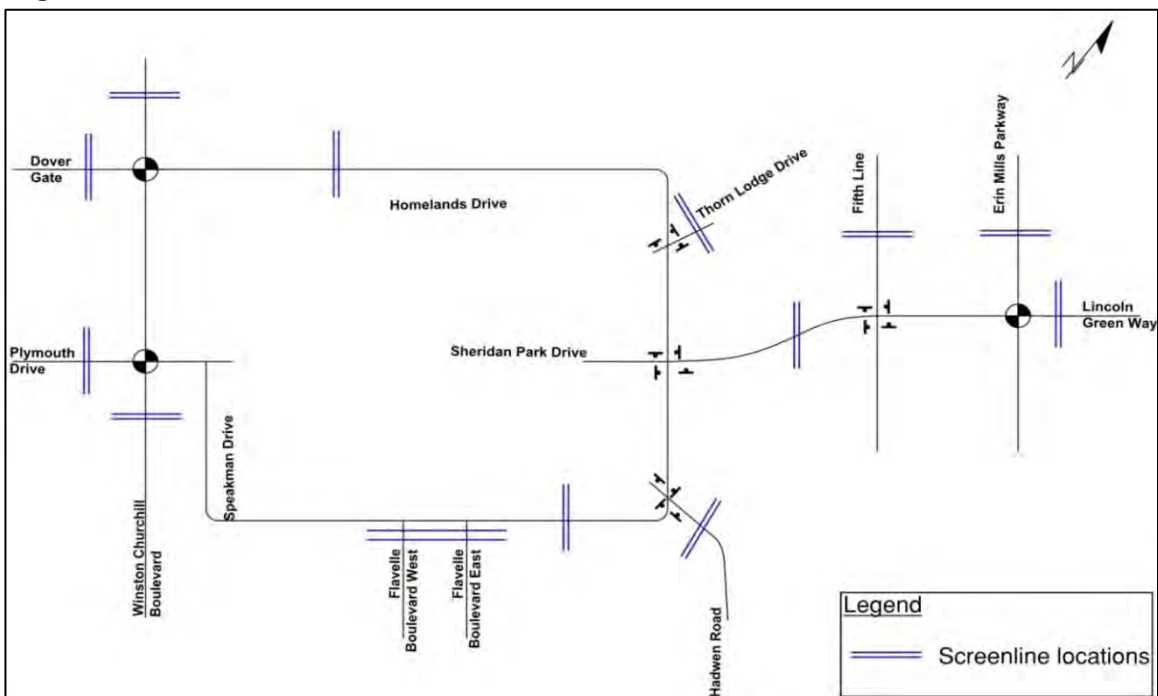 N
Dover
Gate
Homelands Drive
Thorn Lodge Drive
Fifth Line
Erin Mills Parkway
Lincoln
Green Way
Plymouth
Drive
Sheridan Park Drive
Speakman Drive
Winston Churchill
Boulevard
Flavelle
Boulevard West
Flavelle
Boulevard East
Hadwen Road
Legend
Screenline locations